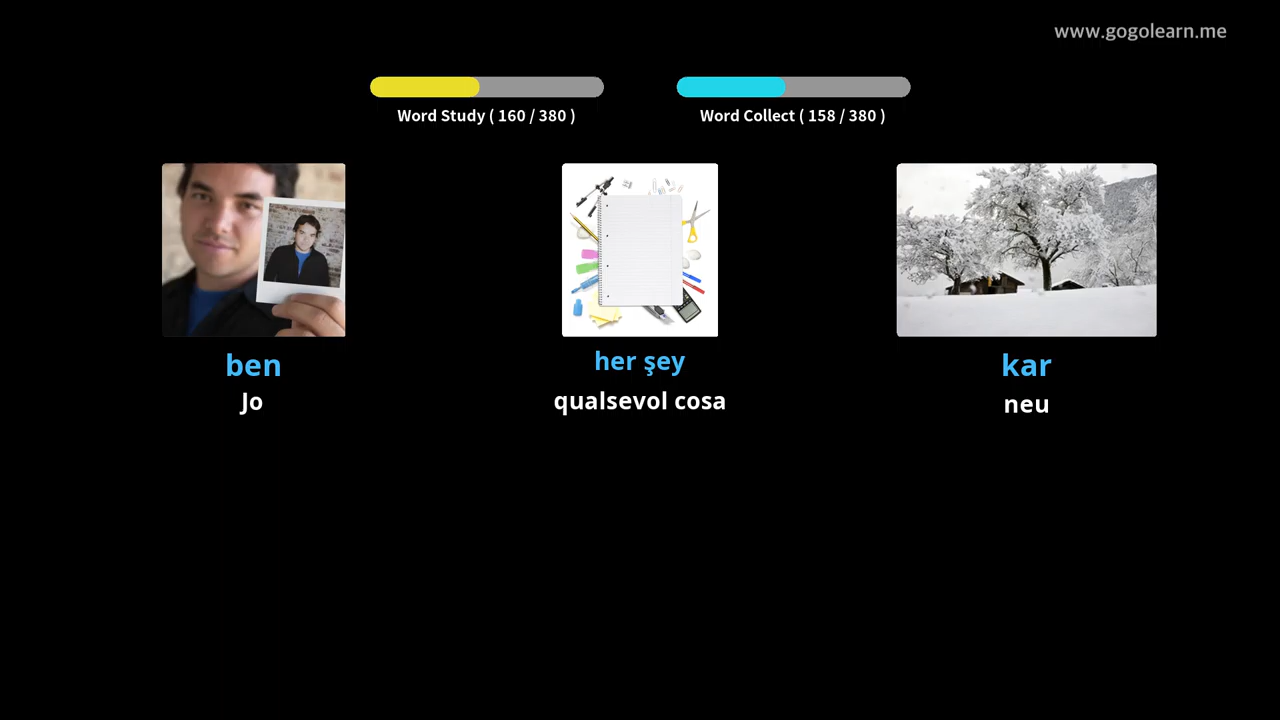 www.gogolearn.me
Word Study ( 160 / 380 )
Word Collect ( 158 / 380 )
ben
Jo
her şey
qualsevol cosa
kar
neu